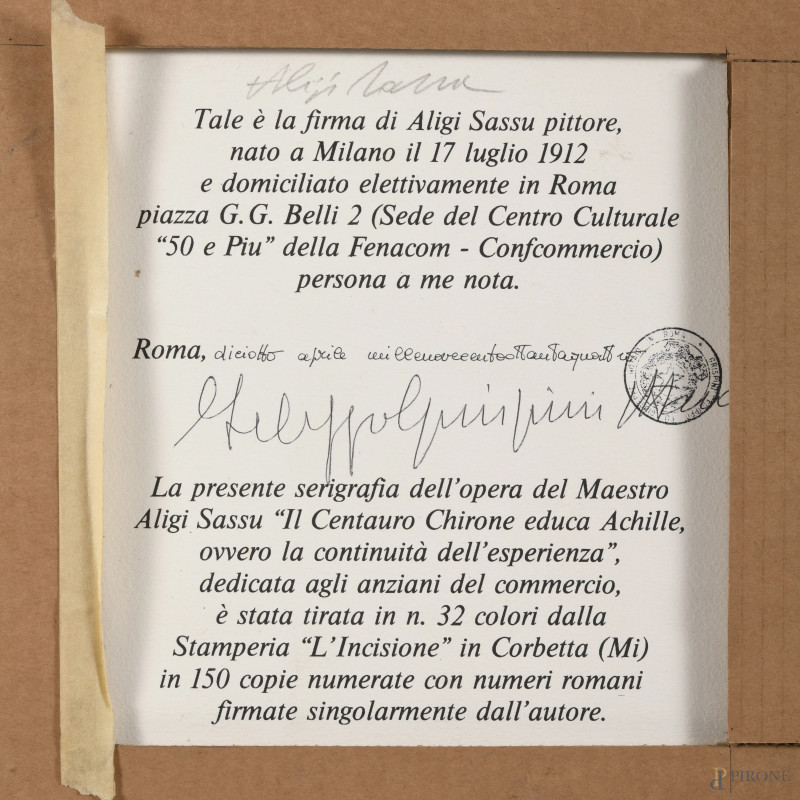 Aligi Sassu
Tale è la firma di Aligi Sassu pittore,
nato a Milano il 17 luglio 1912
e domiciliato elettivamente in Roma
piazza G.G. Belli 2 (Sede del Centro Culturale
“50 e Piu” della Fenacom - Confcommercio)
persona a me nota.
Roma, diciotto aprile millenovecentottantaquattro
La presente serigrafia dell'opera del Maestro
Aligi Sassu “Il Centauro Chirone educa Achille,
ovvero la continuità dell'esperienza”,
dedicata agli anziani del commercio,
è stata tirata in n. 32 colori dalla
Stamperia “L'Incisione” in Corbetta (Mi)
in 150 copie numerate con numeri romani
firmate singolarmente dall'autore.
PIRONE